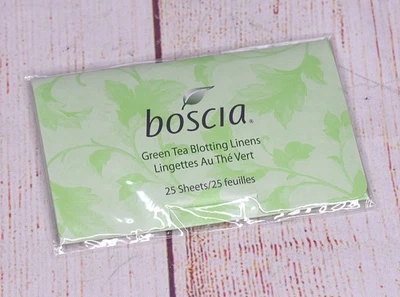 boscia®
Green Tea Blotting Linens
Lingettes Au Thé Vert
25 Sheets/25 feuilles